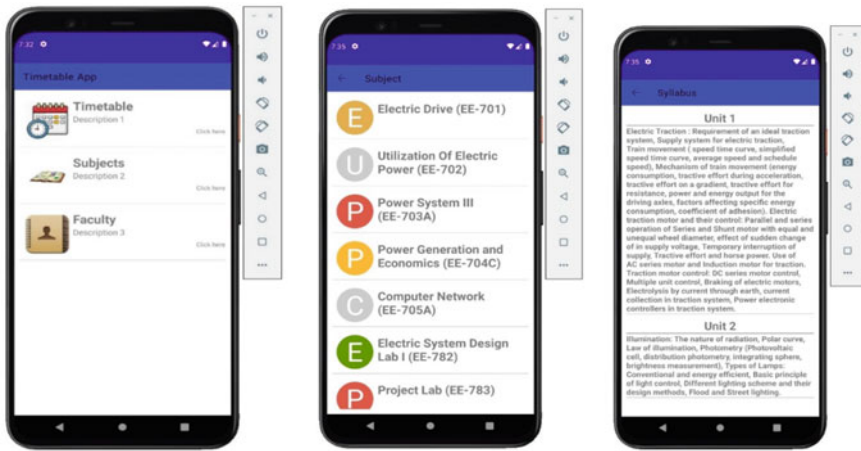 7:32
Timetable App
Timetable
Description 1
Click here
Subjects
Description 2
Faculty
Description 3
Click here
7:35
Subject
E
Electric Drive (EE-701)
U
Utilization Of Electric
Power (EE-702)
P
Power System III
(EE-703A)
P
Power Generation and
Economics (EE-704C)
C
Computer Network
(EE-705A)
E
Electric System Design
Lab I (EE-782)
P
Project Lab (EE-783)
7:35
Syllabus
Unit 1
Electric Traction : Requirement of an ideal traction
system, Supply system for electric traction,
Train movement ( speed time curve, simplified
speed time curve, average speed and schedule
speed), Mechanism of train movement (energy
consumption, tractive effort during acceleration,
tractive effort on a gradient, tractive effort for
resistance, power and energy output for the
driving axles, factors affecting specific energy
consumption, coefficient of adhesion). Electric
traction motor and their control: Parallel and series
operation of Series and Shunt motor with equal and
unequal wheel diameter, effect of sudden change
of in supply voltage, Temporary interruption of
supply, Tractive effort and horse power. Use of
AC series motor and Induction motor for traction.
Traction motor control: DC series motor control,
Multiple unit control, Braking of electric motors,
Electrolysis by current through earth, current
collection in traction system, Power electronic
controllers in traction system.
Unit 2
Illumination: The nature of radiation, Polar curve,
Law of illumination, Photometry (Photovoltaic
cell, distribution photometry, integrating sphere,
brightness measurement), Types of Lamps:
Conventional and energy efficient, Basic principle
of light control, Different lighting scheme and their
design methods, Flood and Street lighting.